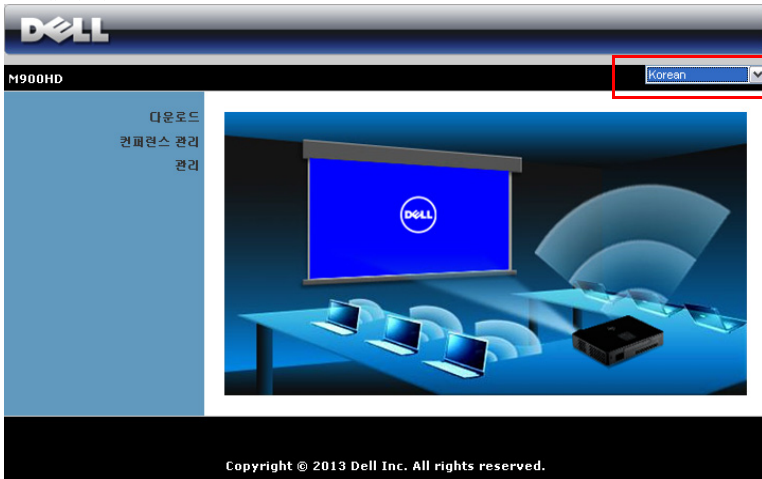 DELL
M900HD
Korean
다운로드
컨퍼런스 관리
관리
DELL
Copyright © 2013 Dell Inc. All rights reserved.